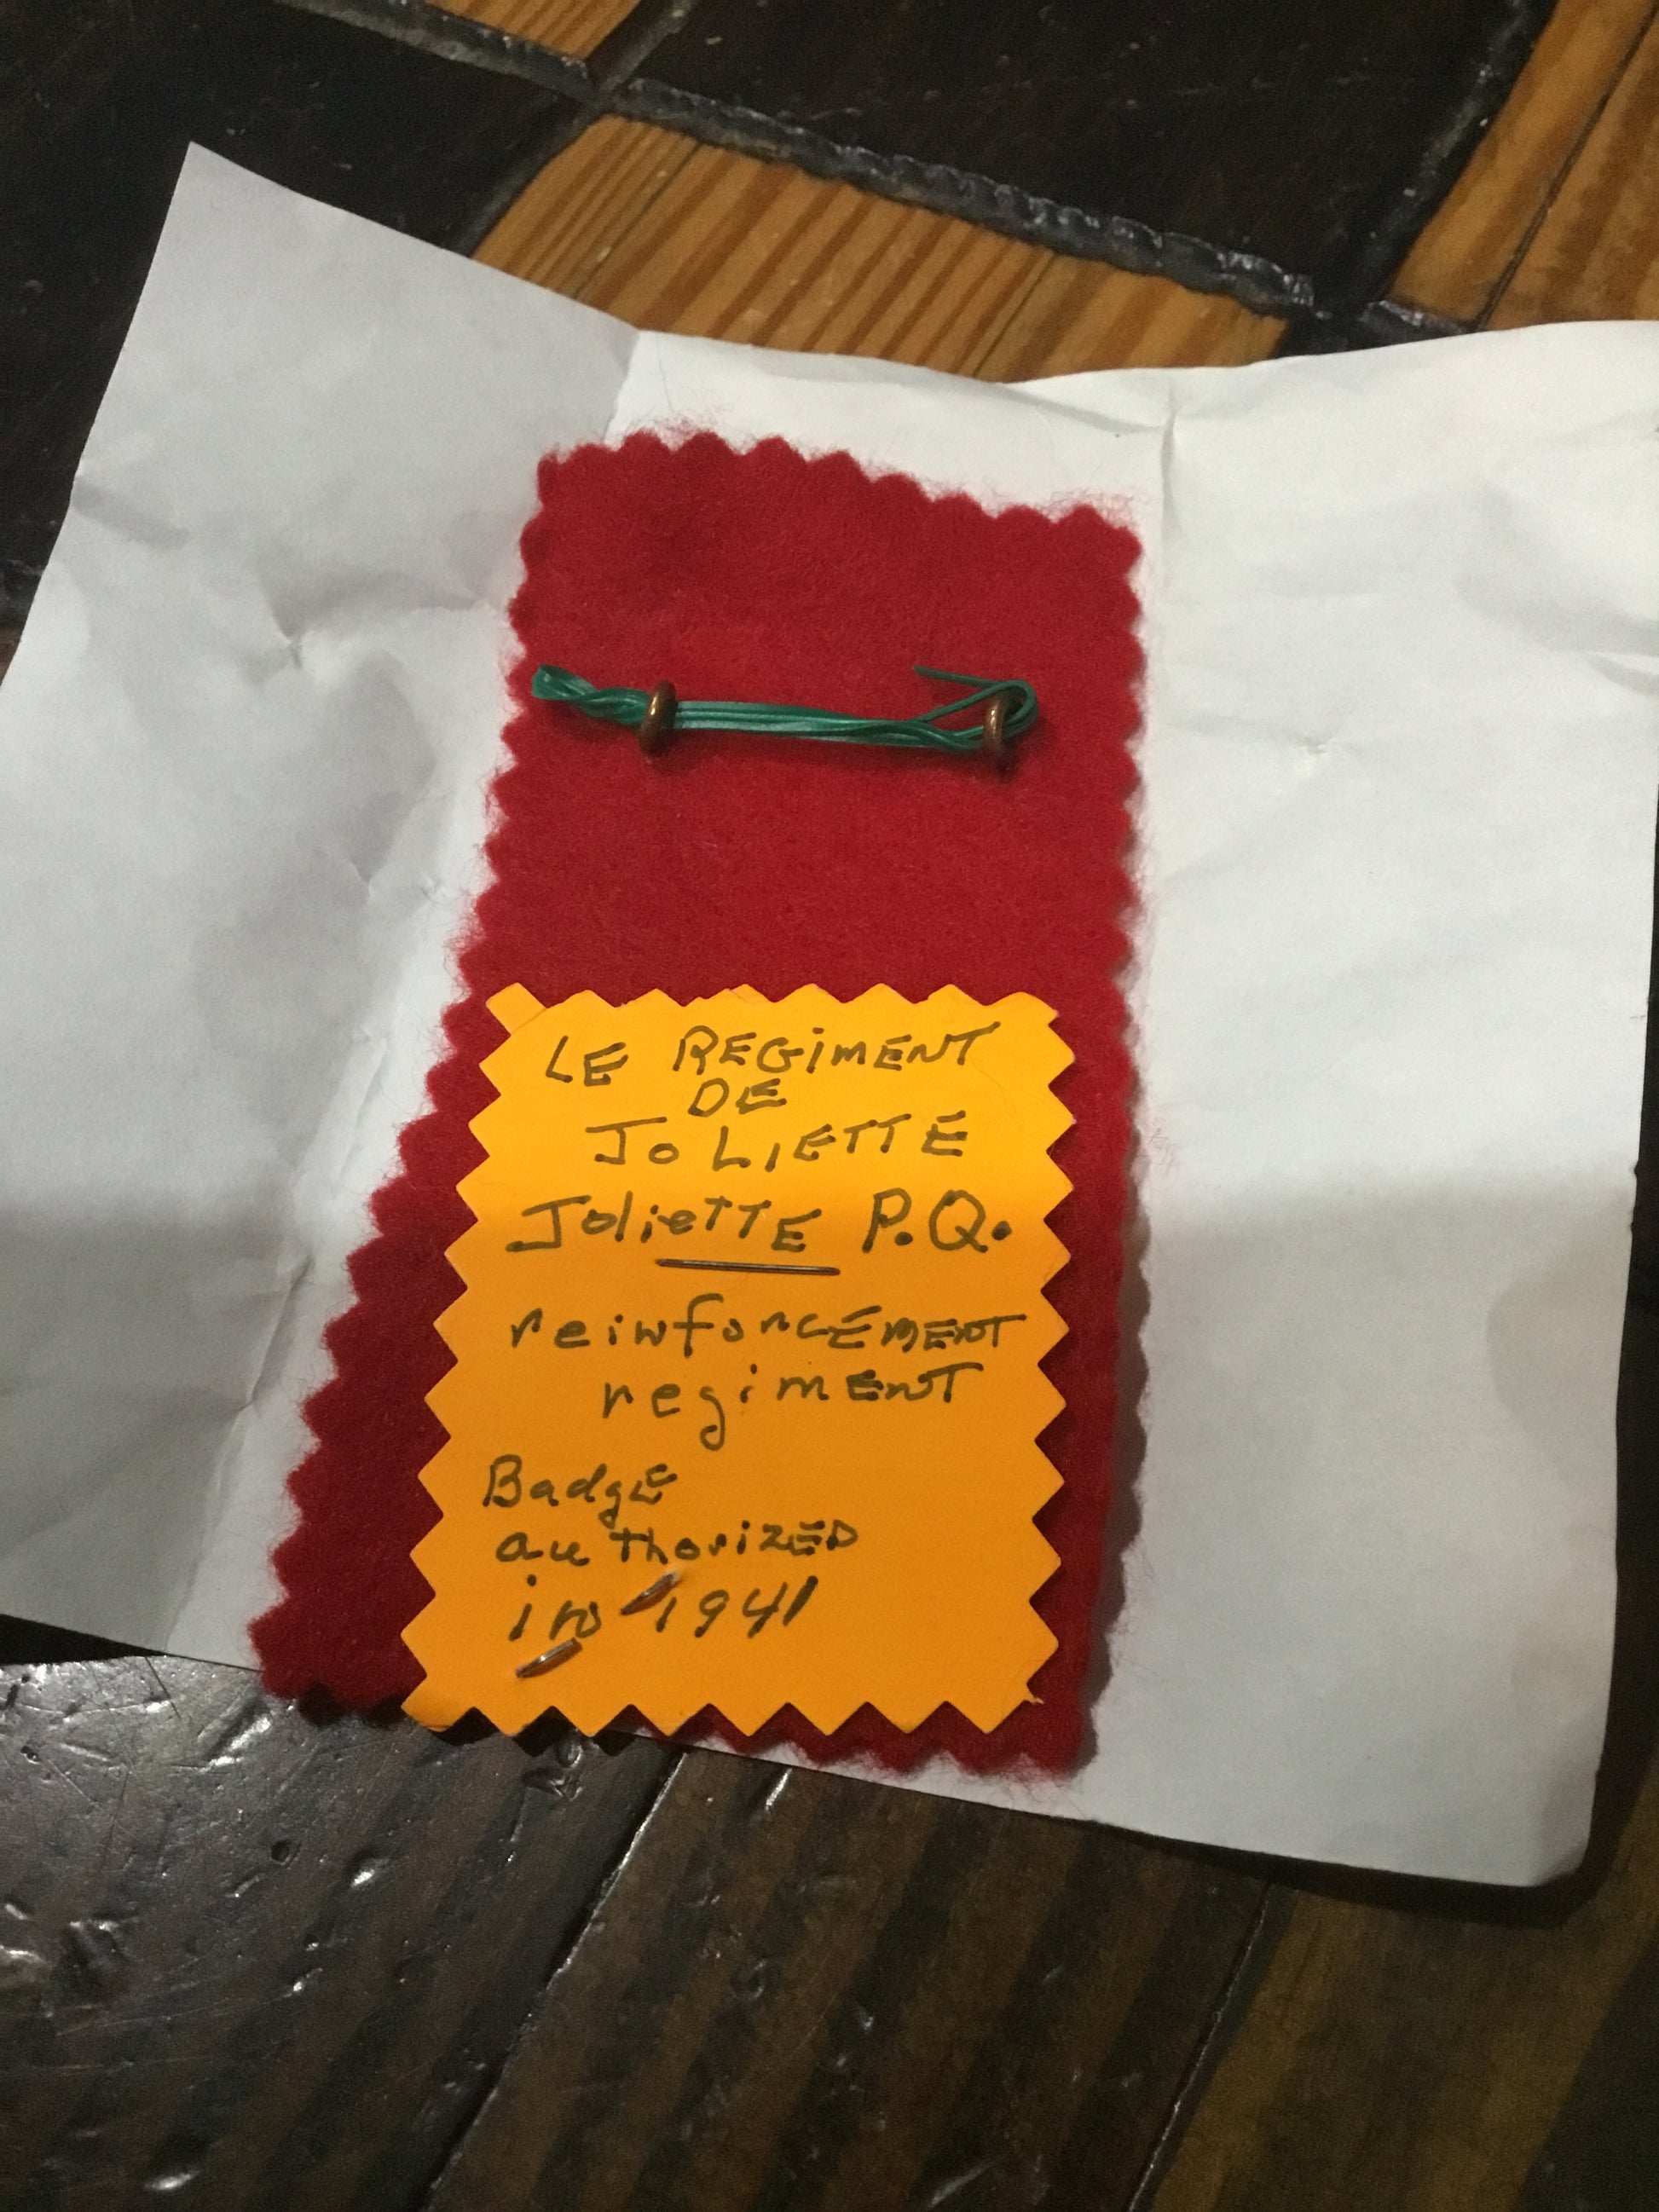 LE REGIMENT
DE
JOLIETTE
Joliette P.Q.
reinforcement
regiment
Badge
authorized
in 1941